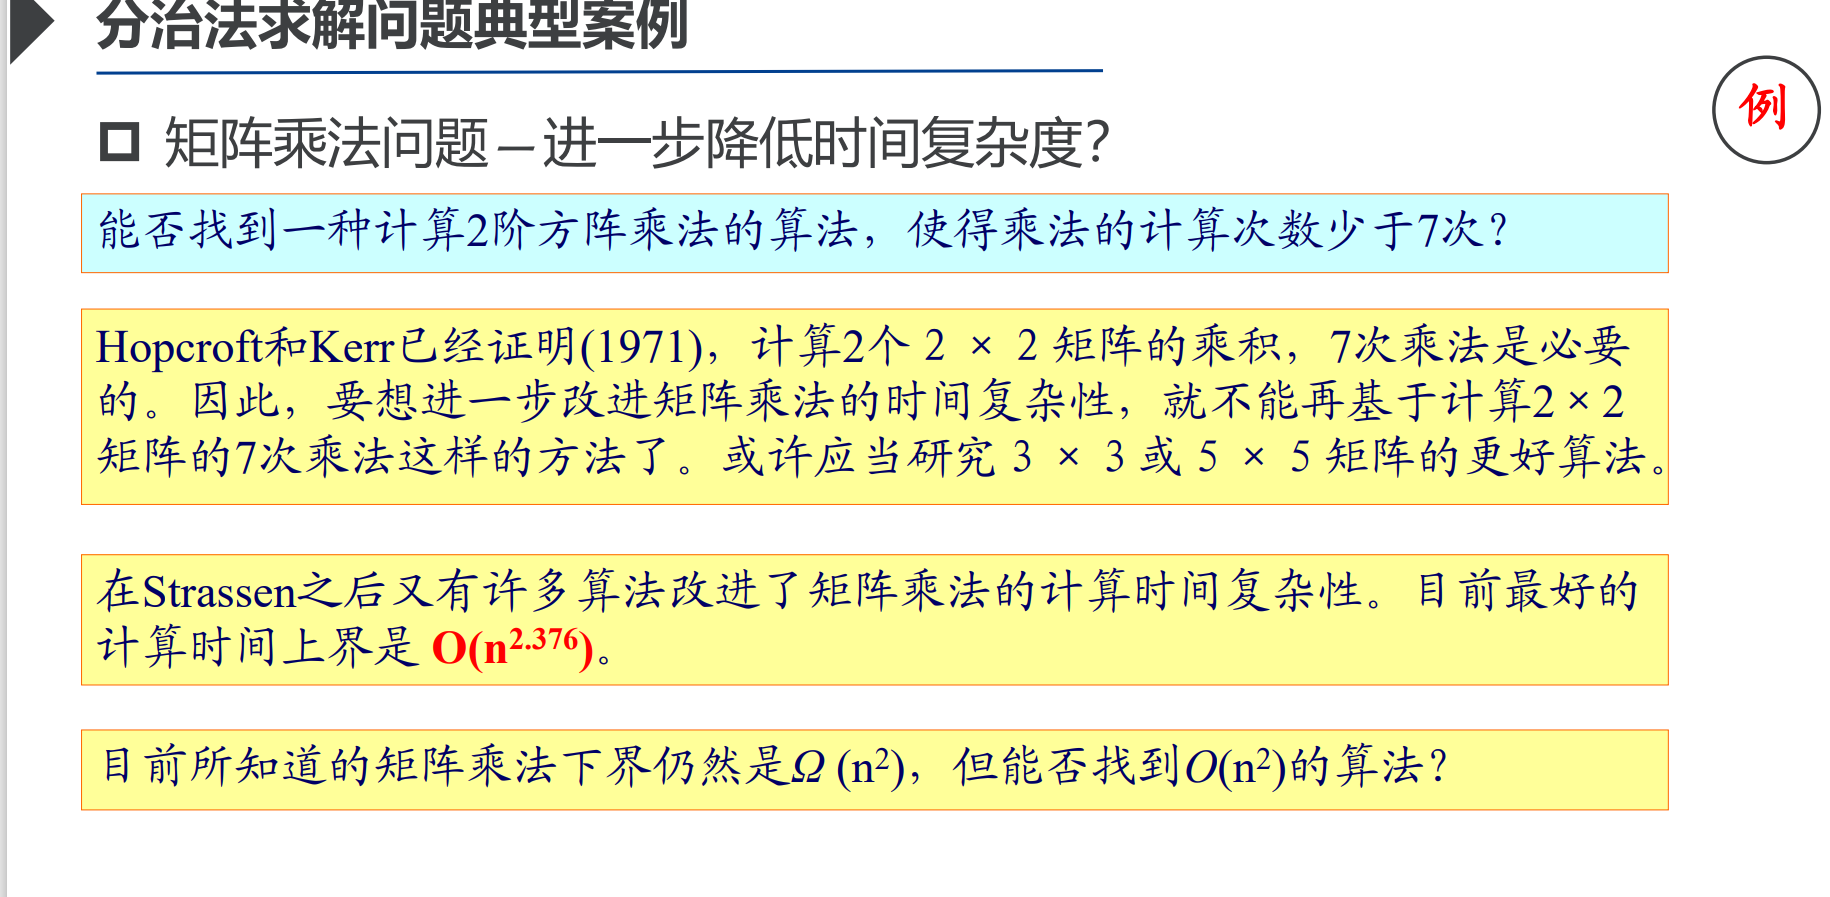 分治法求解问题典型案例
例
矩阵乘法问题 – 进一步降低时间复杂度？
能否找到一种计算2阶方阵乘法的算法，使得乘法的计算次数少于7次？
Hopcroft和Kerr已经证明(1971)，计算2个 2 × 2 矩阵的乘积，7次乘法是必要
的。因此，要想进一步改进矩阵乘法的时间复杂性，就不能再基于计算2 × 2
矩阵的7次乘法这样的方法了。或许应当研究 3 × 3 或 5 × 5 矩阵的更好算法。
在Strassen之后又有许多算法改进了矩阵乘法的计算时间复杂性。目前最好的
计算时间上界是 O(n^2.376)。
目前所知道的矩阵乘法下界仍然是Ω (n²)，但能否找到O(n²)的算法？